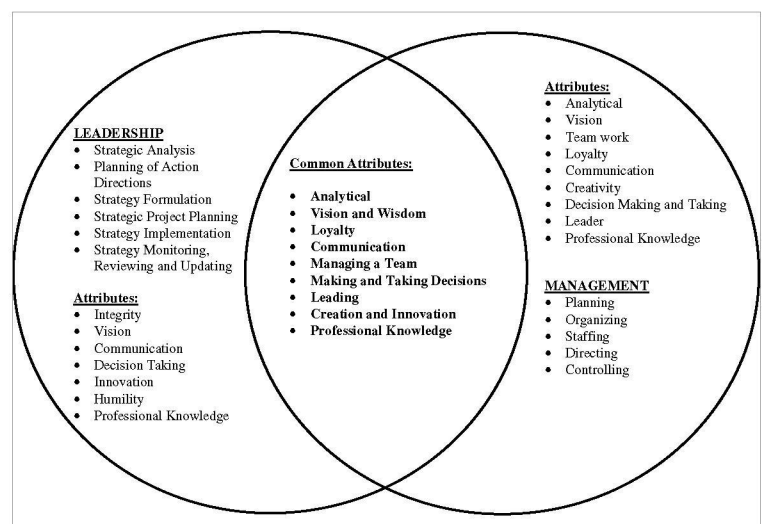 LEADERSHIP
• Strategic Analysis
• Planning of Action
Directions
• Strategy Formulation
• Strategic Project Planning
• Strategy Implementation
• Strategy Monitoring,
Reviewing and Updating
Attributes:
• Integrity
• Vision
• Communication
• Decision Taking
• Innovation
• Humility
• Professional Knowledge
Common Attributes:
• Analytical
• Vision and Wisdom
• Loyalty
• Communication
• Managing a Team
• Making and Taking Decisions
• Leading
• Creation and Innovation
• Professional Knowledge
Attributes:
• Analytical
• Vision
• Team work
• Loyalty
• Communication
• Creativity
• Decision Making and Taking
• Leader
• Professional Knowledge
MANAGEMENT
• Planning
• Organizing
• Staffing
• Directing
• Controlling